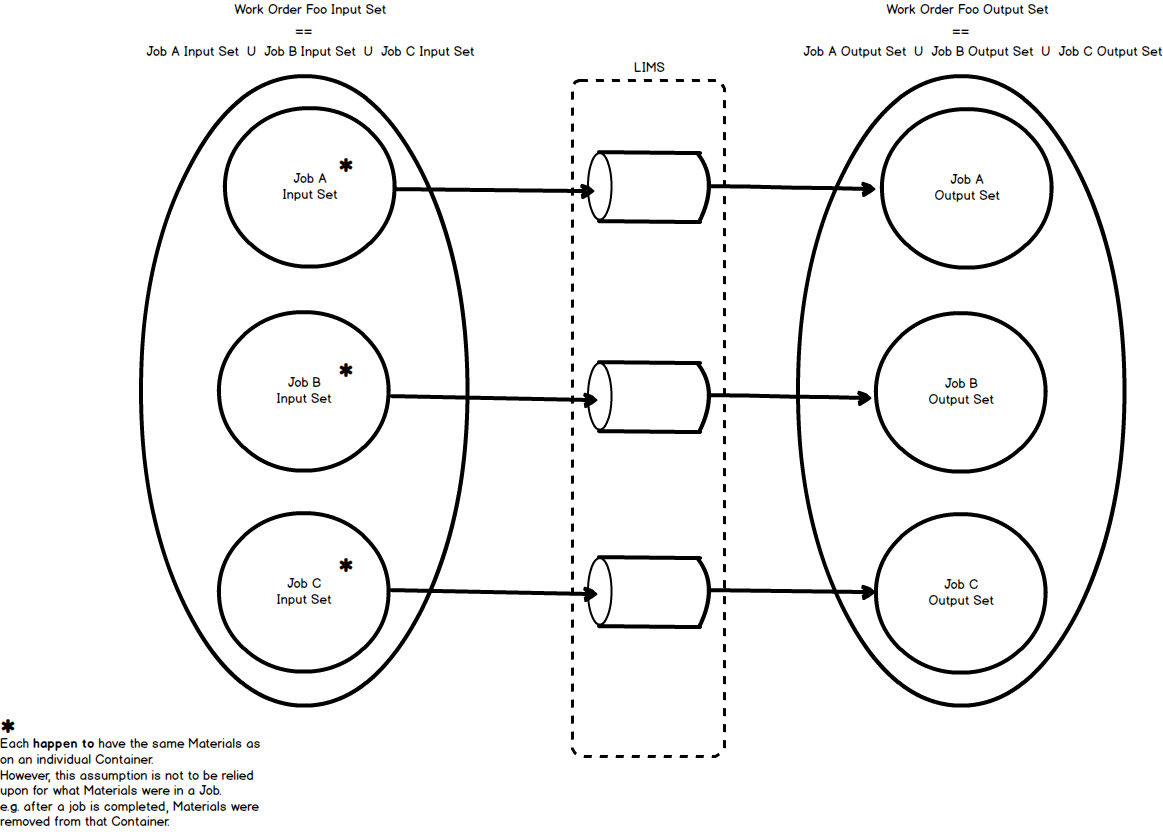 Work Order Foo Input Set
==
Job A Input Set U Job B Input Set U Job C Input Set
Work Order Foo Output Set
==
Job A Output Set U Job B Output Set U Job C Output Set
LIMS
Job A
Input Set
*
Job A
Output Set
Job B
Input Set
*
Job B
Output Set
Job C
Input Set
*
Job C
Output Set
*
Each happen to have the same Materials as
on an individual Container.
However, this assumption is not to be relied
upon for what Materials were in a Job.
e.g. after a job is completed, Materials were
removed from that Container.